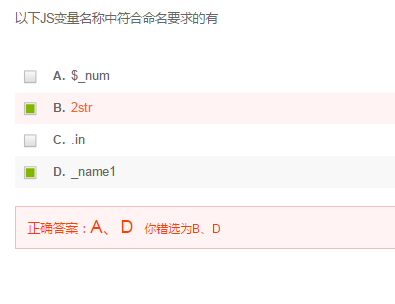 以下JS变量名称中符合命名要求的有
A. $_num
B. 2str
C. .in
D. _name1
正确答案：A、D 你错选为B、D